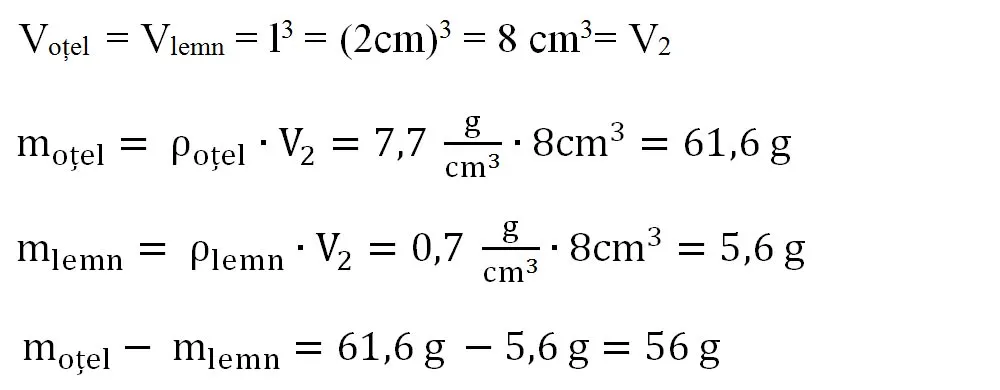 Voțel = Vlemn = l³ = (2cm)³ = 8 cm³= V₂
moțel = ρoțel · V₂ = 7,7 g/cm³ · 8cm³ = 61,6 g
mlemn = ρlemn · V₂ = 0,7 g/cm³ · 8cm³ = 5,6 g
moțel − mlemn = 61,6 g − 5,6 g = 56 g